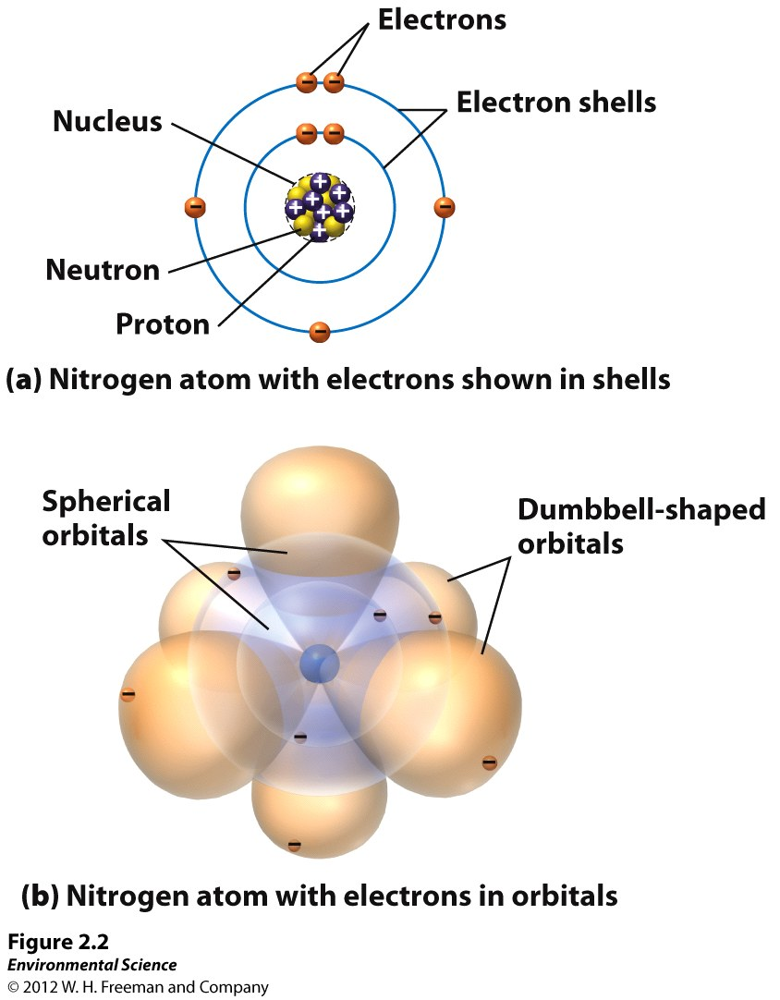 Electrons
Electron shells
Nucleus
Neutron
Proton
(a) Nitrogen atom with electrons shown in shells
Spherical
orbitals
Dumbbell-shaped
orbitals
(b) Nitrogen atom with electrons in orbitals
Figure 2.2
Environmental Science
© 2012 W. H. Freeman and Company